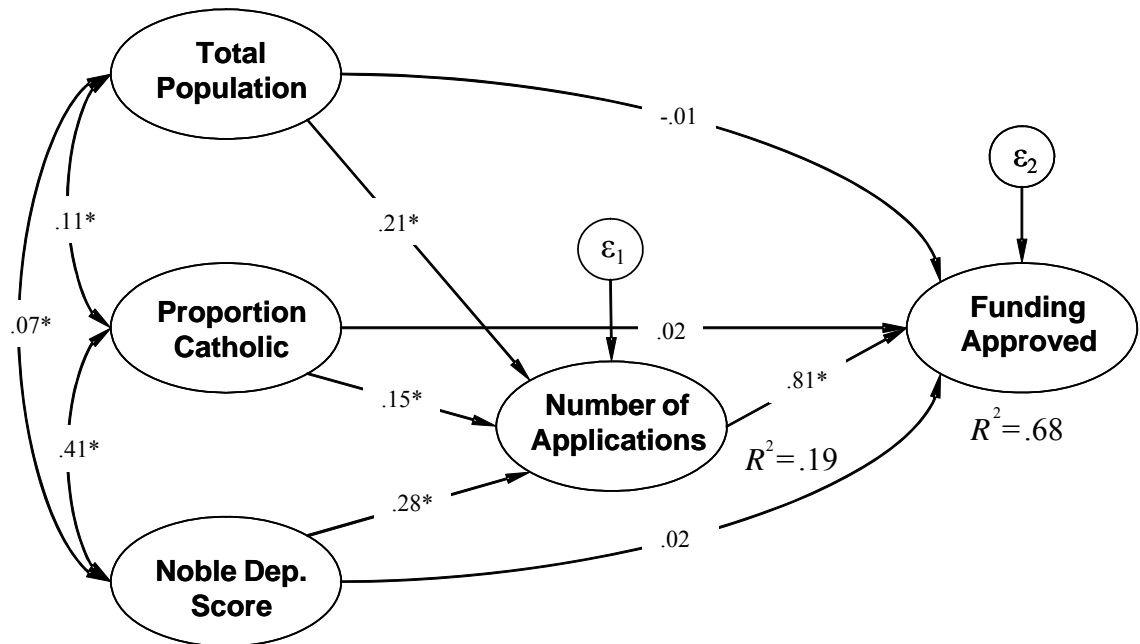 Total
Population
-.01
ε2
.11*
.21*
ε1
Proportion
Catholic
.07*
.02
Funding
Approved
.15*
.81*
Number of
Applications
.41*
R²=.19
R²=.68
.28*
.02
Noble Dep.
Score